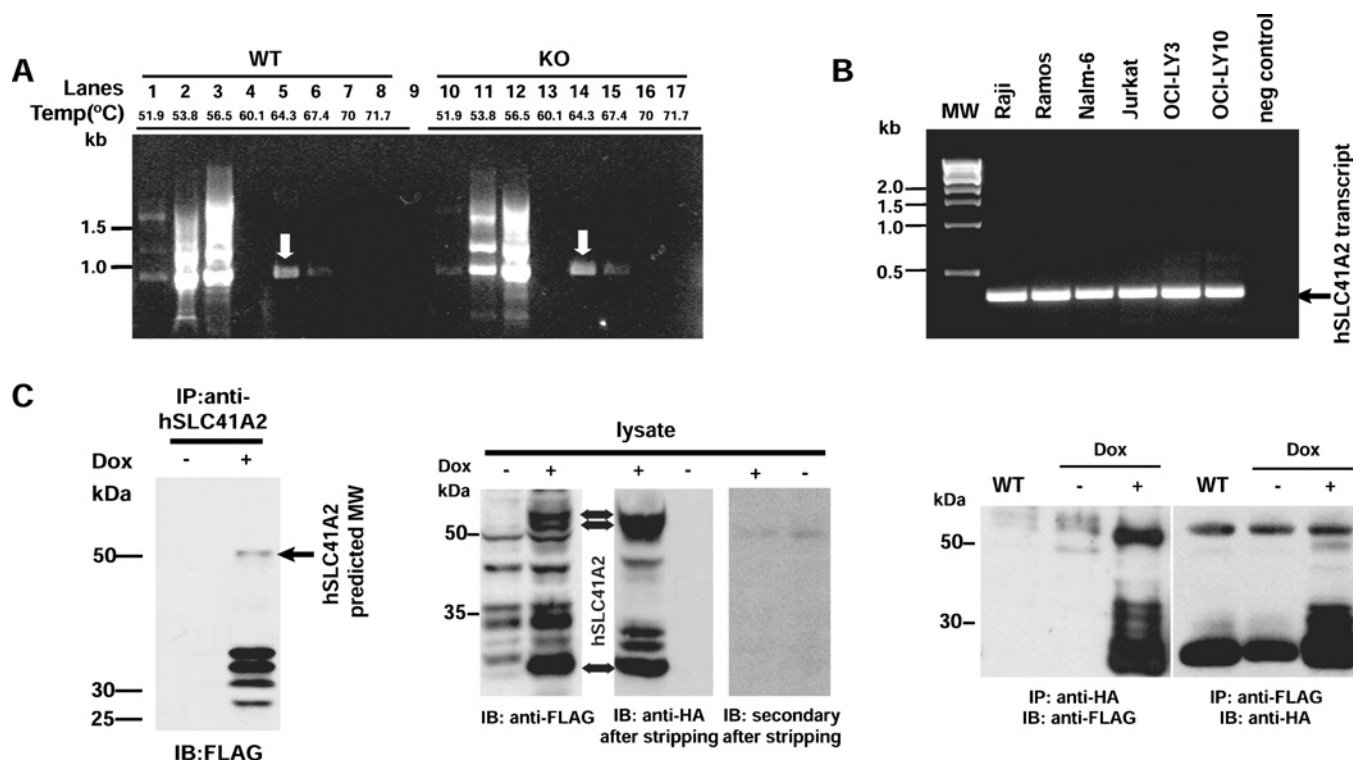 A
WT
KO
Lanes 1 2 3 4 5 6 7 8 9 10 11 12 13 14 15 16 17
Temp(°C) 51.9 53.8 56.5 60.1 64.3 67.4 70 71.7 51.9 53.8 56.5 60.1 64.3 67.4 70 71.7
kb
1.5
1.0
B
kb
MW
Raji
Ramos
Nalm-6
Jurkat
OCI-LY3
OCI-LY10
neg control
2.0
1.5
1.0
0.5
hSLC41A2 transcript
C
IP:anti-
hSLC41A2
Dox - +
kDa
50
30
25
hSLC41A2
predicted MW
IB:FLAG
lysate
Dox - + + - + -
kDa
50
35
hSLC41A2
IB: anti-FLAG
IB: anti-HA
after stripping
IB: secondary
after stripping
Dox
Dox
WT - + WT - +
kDa
50
30
IP: anti-HA
IB: anti-FLAG
IP: anti-FLAG
IB: anti-HA